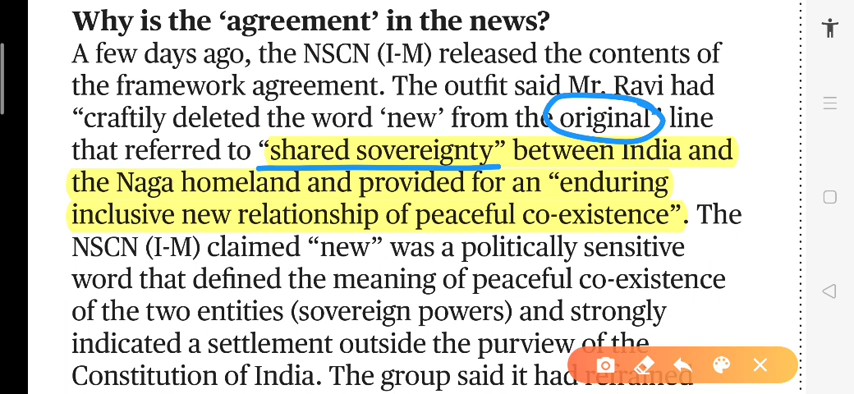 Why is the ‘agreement’ in the news?
A few days ago, the NSCN (I-M) released the contents of
the framework agreement. The outfit said Mr. Ravi had
“craftily deleted the word ‘new’ from the original” line
that referred to “shared sovereignty” between India and
the Naga homeland and provided for an “enduring
inclusive new relationship of peaceful co-existence”. The
NSCN (I-M) claimed “new” was a politically sensitive
word that defined the meaning of peaceful co-existence
of the two entities (sovereign powers) and strongly
indicated a settlement outside the purview of the
Constitution of India. The group said it had reframed